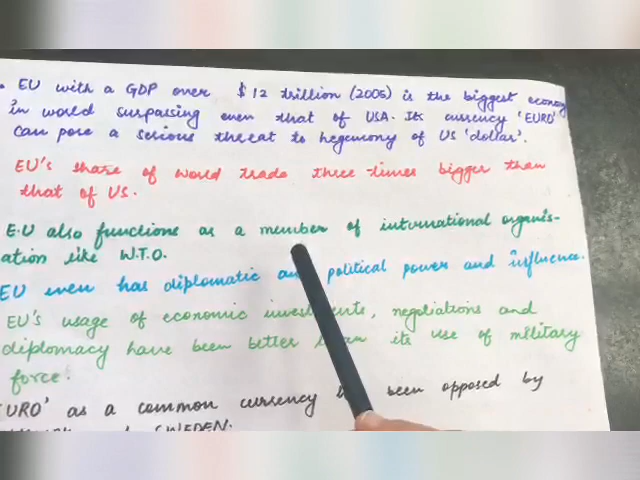 • EU with a GDP over $12 trillion (2005) is the biggest economy
in world surpassing even that of USA. Its currency 'EURO'
can pose a serious threat to hegemony of US 'dollar'.
EU's share of world trade three-times bigger than
that of US.
E.U also functions as a member of international organis-
ation like W.T.O.
EU even has diplomatic and political power and influence.
EU's usage of economic investments, negotiations and
diplomacy have been better than its use of military
force.
URO' as a common currency been opposed by
SWEDEN.